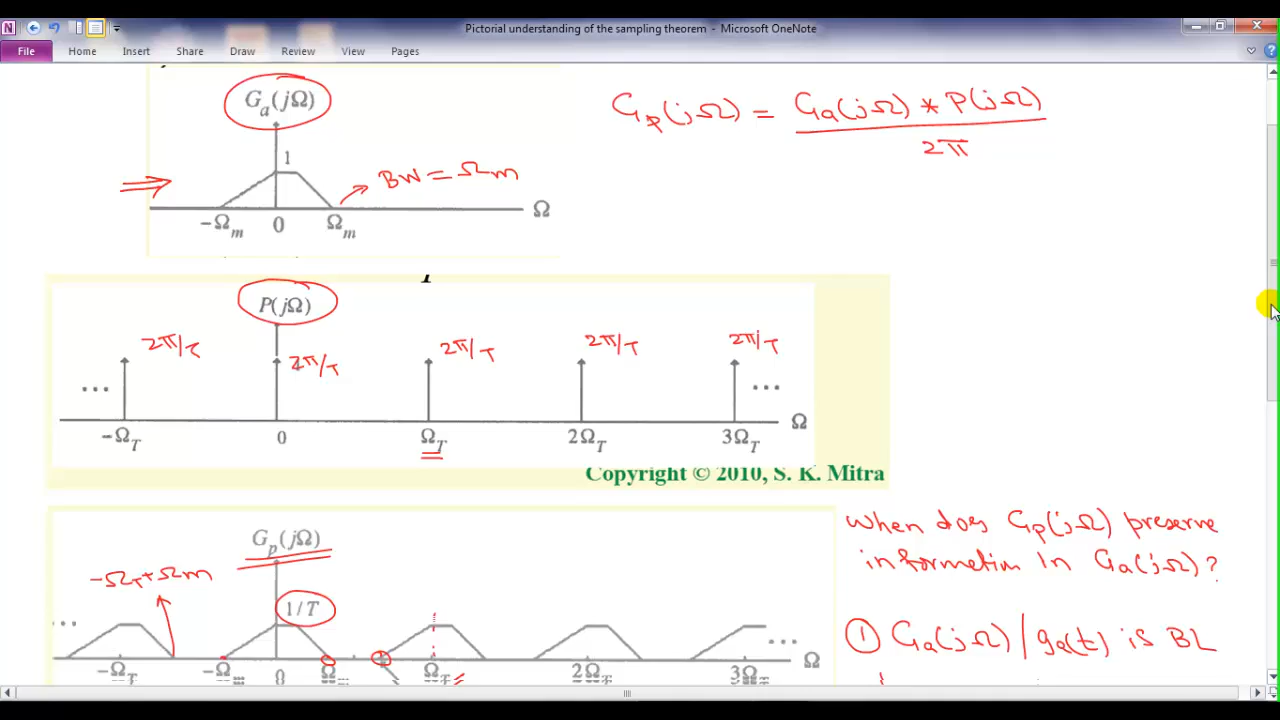 Pictorial understanding of the sampling theorem - Microsoft OneNote
File Home Insert Share Draw Review View Pages
Ga(jΩ)
Gp(jΩ) = Ga(jΩ) * P(jΩ)
2π
1
BW = Ωm
Ω
-Ωm 0 Ωm
P(jΩ)
2π/T 2π/T 2π/T 2π/T 2π/T
... ...
Ω
-ΩT 0 ΩT 2ΩT 3ΩT
Copyright © 2010, S. K. Mitra
When does Gp(jΩ) preserve
information in Ga(jΩ)?
Gp(jΩ)
-ΩT+Ωm
1/T
... ...
① Ga(jΩ)/ga(t) is BL
Ω
-ΩT -Ωm 0 Ωm ΩT 2ΩT 3ΩT